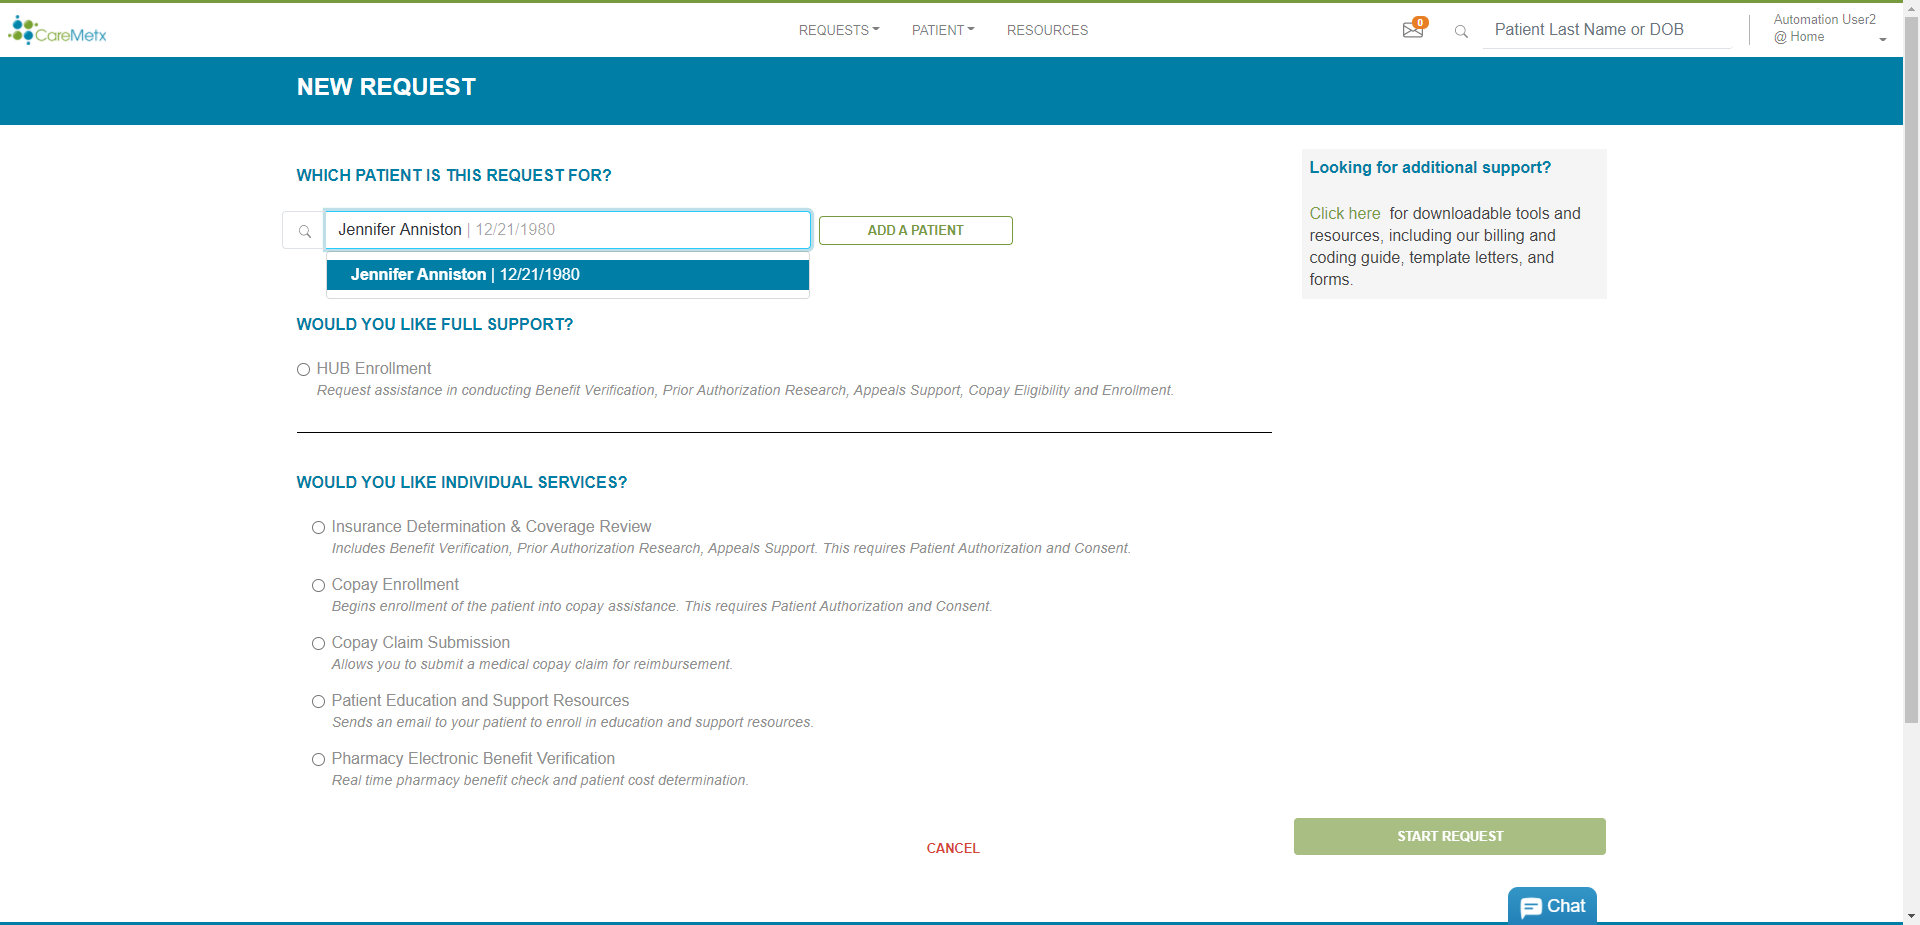 CareMetx
REQUESTS
PATIENT
RESOURCES
0
Patient Last Name or DOB
Automation User2
@ Home
NEW REQUEST
WHICH PATIENT IS THIS REQUEST FOR?
Jennifer Anniston | 12/21/1980
ADD A PATIENT
Jennifer Anniston | 12/21/1980
Looking for additional support?
Click here for downloadable tools and
resources, including our billing and
coding guide, template letters, and
forms.
WOULD YOU LIKE FULL SUPPORT?
HUB Enrollment
Request assistance in conducting Benefit Verification, Prior Authorization Research, Appeals Support, Copay Eligibility and Enrollment.
WOULD YOU LIKE INDIVIDUAL SERVICES?
Insurance Determination & Coverage Review
Includes Benefit Verification, Prior Authorization Research, Appeals Support. This requires Patient Authorization and Consent.
Copay Enrollment
Begins enrollment of the patient into copay assistance. This requires Patient Authorization and Consent.
Copay Claim Submission
Allows you to submit a medical copay claim for reimbursement.
Patient Education and Support Resources
Sends an email to your patient to enroll in education and support resources.
Pharmacy Electronic Benefit Verification
Real time pharmacy benefit check and patient cost determination.
CANCEL
START REQUEST
Chat